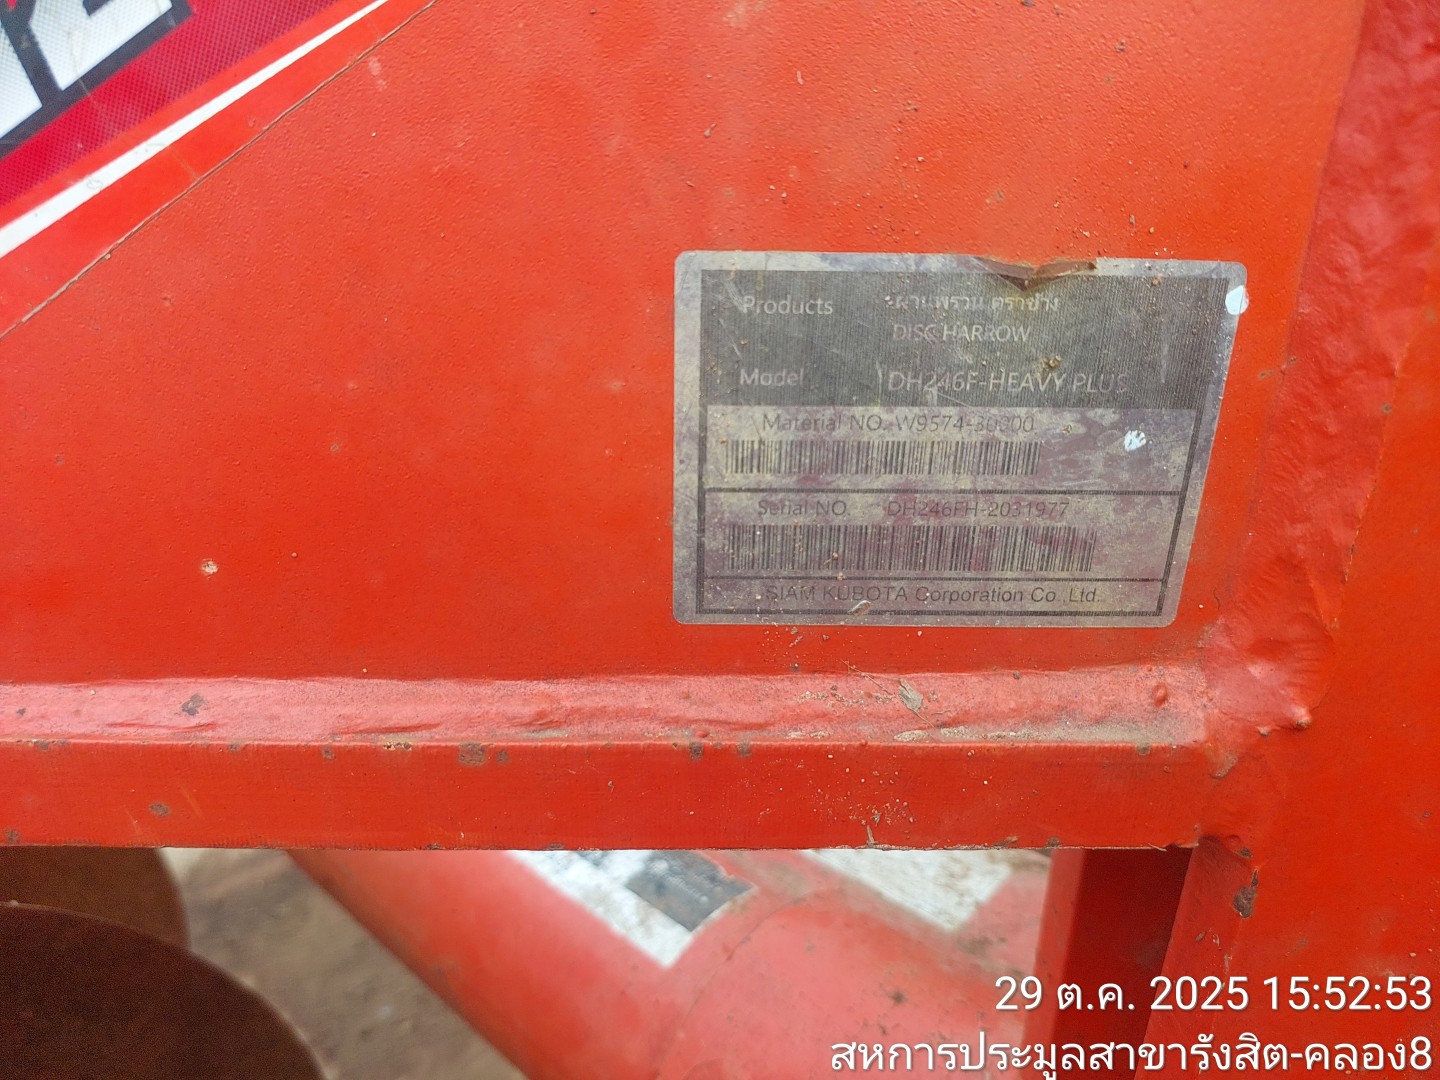 Products ผานพรวน ตราช้าง
DISC HARROW
Model DH246F-HEAVY PLUS
Material NO. W9574-30800
Serial NO. DH246FH-2031977
SIAM KUBOTA Corporation Co.,Ltd.
29 ต.ค. 2025 15:52:53
สหการประมูลสาขารังสิต-คลอง8